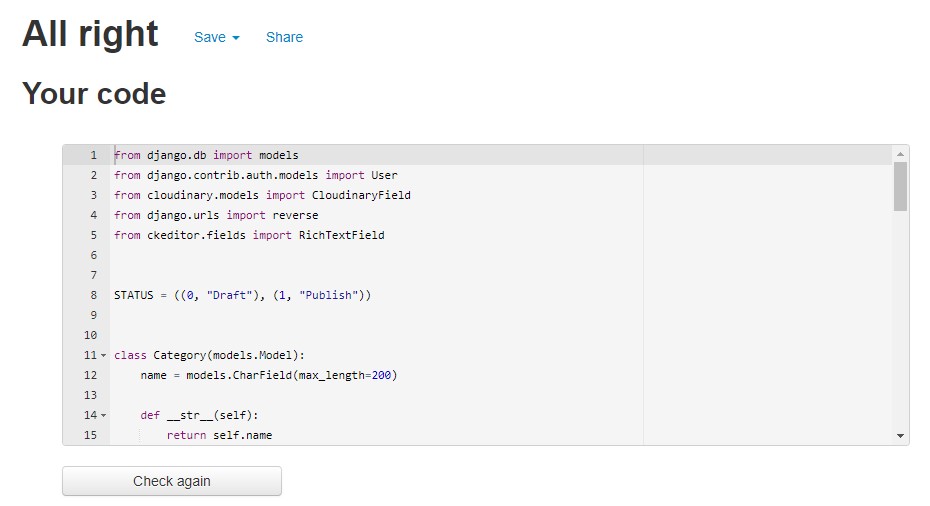 All right Save Share
Your code
1 from django.db import models
2 from django.contrib.auth.models import User
3 from cloudinary.models import CloudinaryField
4 from django.urls import reverse
5 from ckeditor.fields import RichTextField
6
7
8 STATUS = ((0, "Draft"), (1, "Publish"))
9
10
11 class Category(models.Model):
12     name = models.CharField(max_length=200)
13
14     def __str__(self):
15         return self.name
Check again